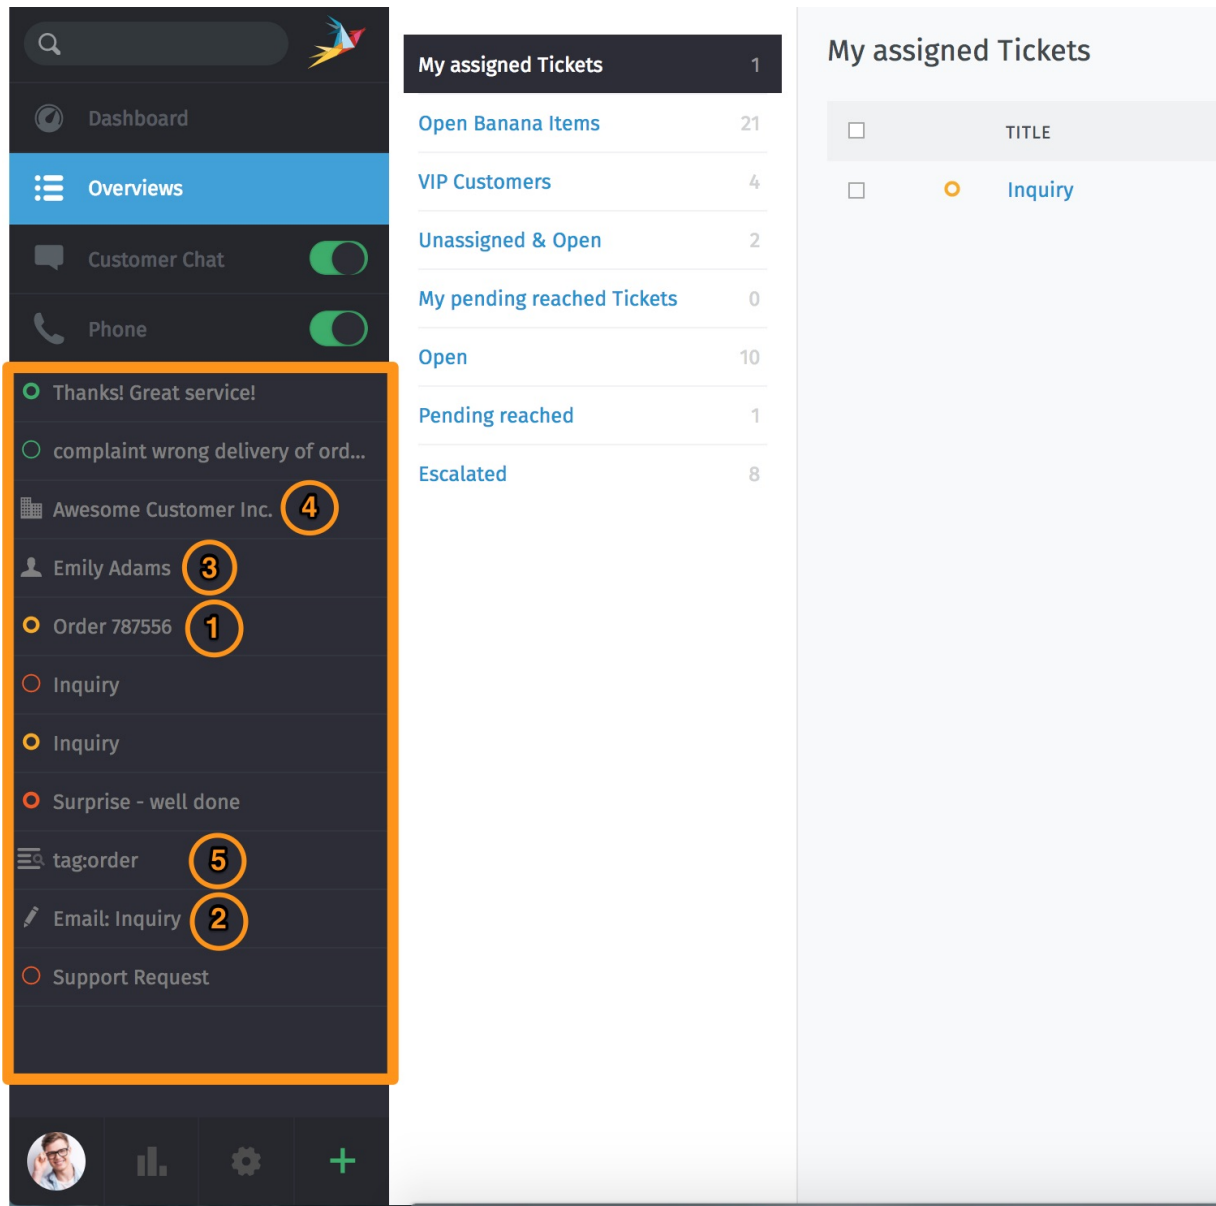 Dashboard
Overviews
Customer Chat
Phone
Thanks! Great service!
complaint wrong delivery of ord...
Awesome Customer Inc. 4
Emily Adams 3
Order 787556 1
Inquiry
Inquiry
Surprise - well done
tag:order 5
Email: Inquiry 2
Support Request
My assigned Tickets 1
Open Banana Items 21
VIP Customers 4
Unassigned & Open 2
My pending reached Tickets 0
Open 10
Pending reached 1
Escalated 8
My assigned Tickets
TITLE
Inquiry